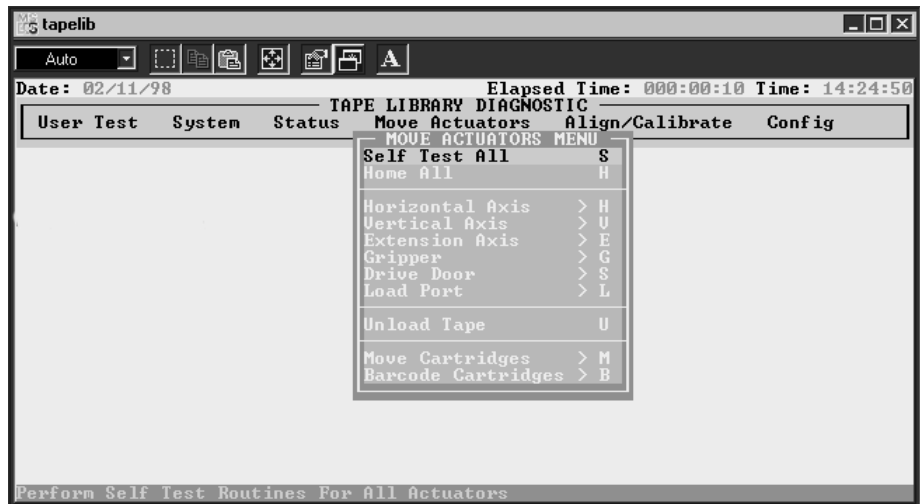 tapelib
Auto A
Date: 02/11/98 Elapsed Time: 000:00:10 Time: 14:24:50
TAPE LIBRARY DIAGNOSTIC
User Test System Status Move Actuators Align/Calibrate Config
MOVE ACTUATORS MENU
Self Test All S
Home All H
Horizontal Axis > H
Vertical Axis > V
Extension Axis > E
Gripper > G
Drive Door > S
Load Port > L
Unload Tape U
Move Cartridges > M
Barcode Cartridges > B
Perform Self Test Routines For All Actuators